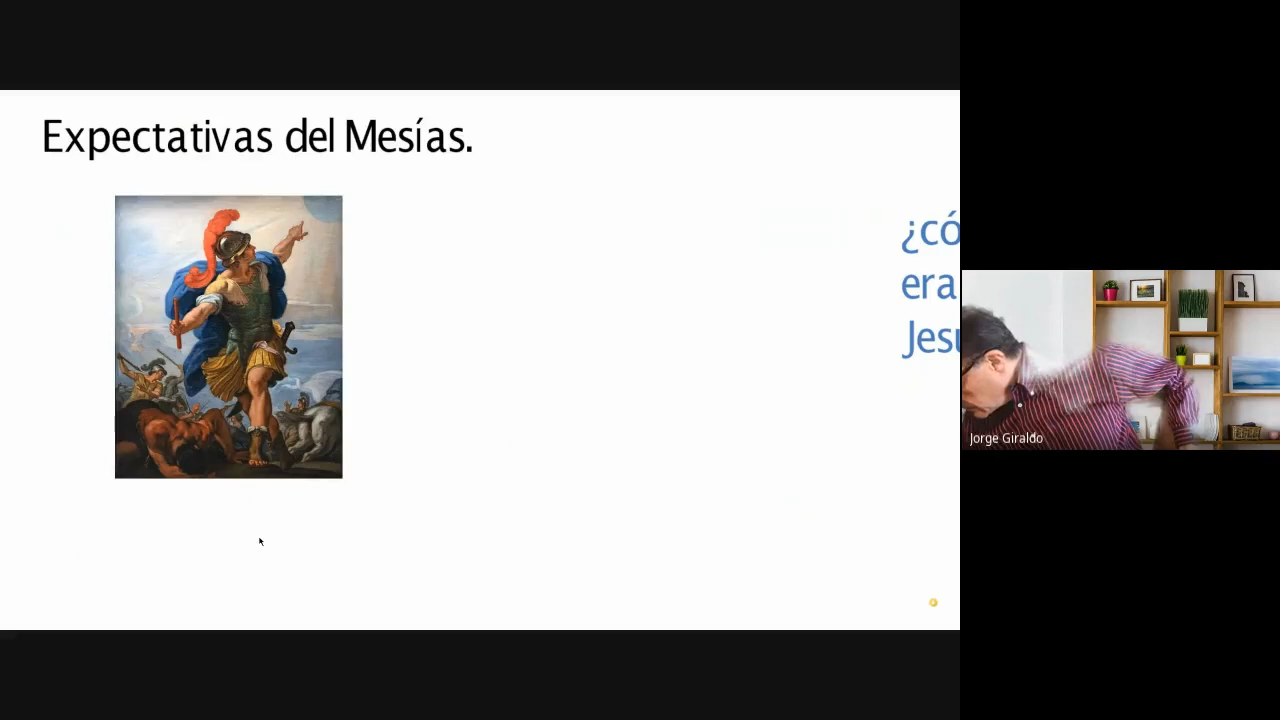 Expectativas del Mesías.
¿có
era
Jesu
Jorge Giraldo